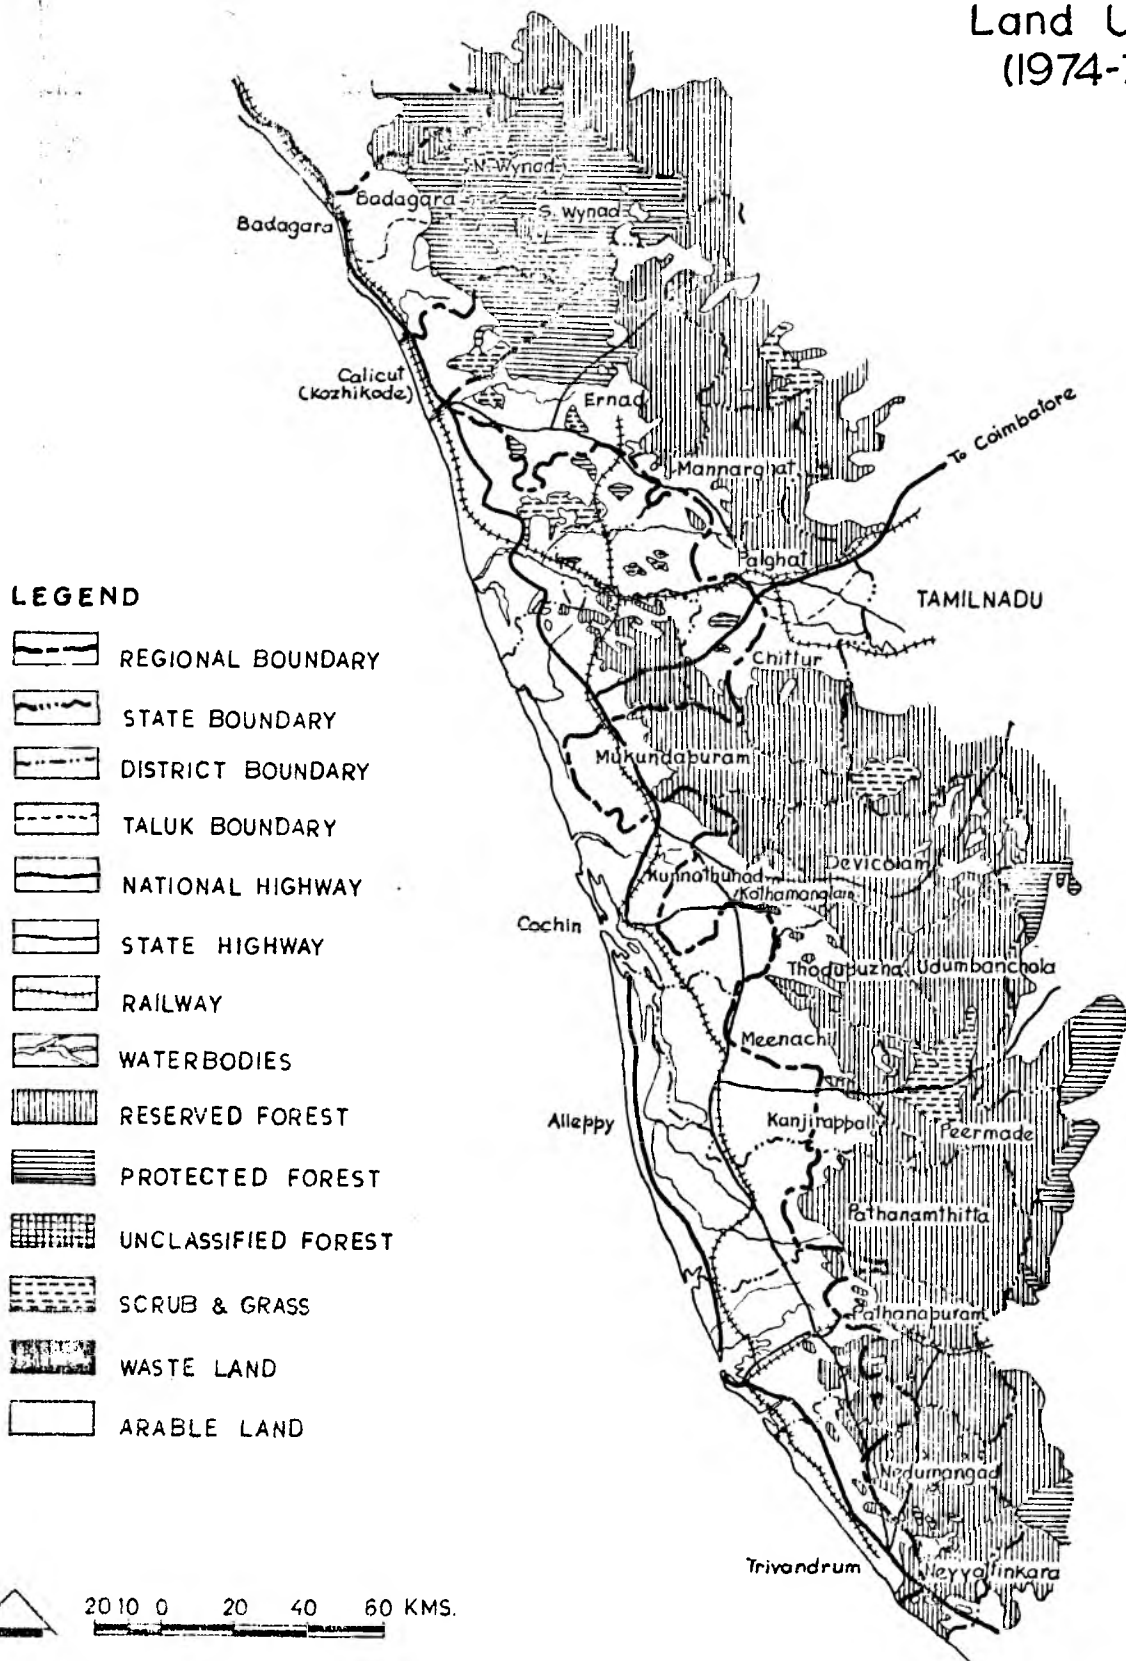 Land U
(1974-7
N. Wynad
Badagara
S. Wynad
Badagara
Calicut
(Kozhikode)
Ernad
To Coimbatore
Mannarghat
Palghat
TAMILNADU
Chittur
Mukundapuram
Devicolam
Kunnathunad
Kothamanglam
Cochin
Thodupuzha
Udumbanchola
Meenachil
Alleppy
Kanjirappally
Peermade
Pathanamthitta
Pathanapuram
Nedumangad
Trivandrum
Neyyattinkara
LEGEND
REGIONAL BOUNDARY
STATE BOUNDARY
DISTRICT BOUNDARY
TALUK BOUNDARY
NATIONAL HIGHWAY
STATE HIGHWAY
RAILWAY
WATERBODIES
RESERVED FOREST
PROTECTED FOREST
UNCLASSIFIED FOREST
SCRUB & GRASS
WASTE LAND
ARABLE LAND
20 10 0 20 40 60 KMS.